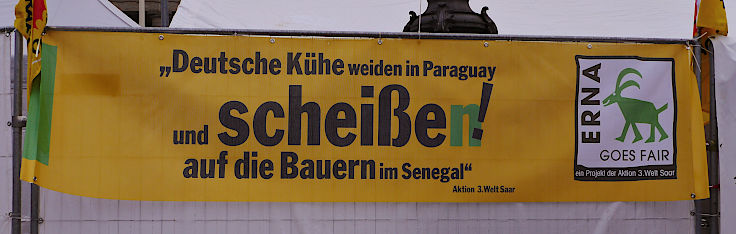 „Deutsche Kühe weiden in Paraguay
und scheißen!
auf die Bauern im Senegal“
Aktion 3.Welt Saar
ERNA
GOES FAIR
ein Projekt der Aktion 3.Welt Saar